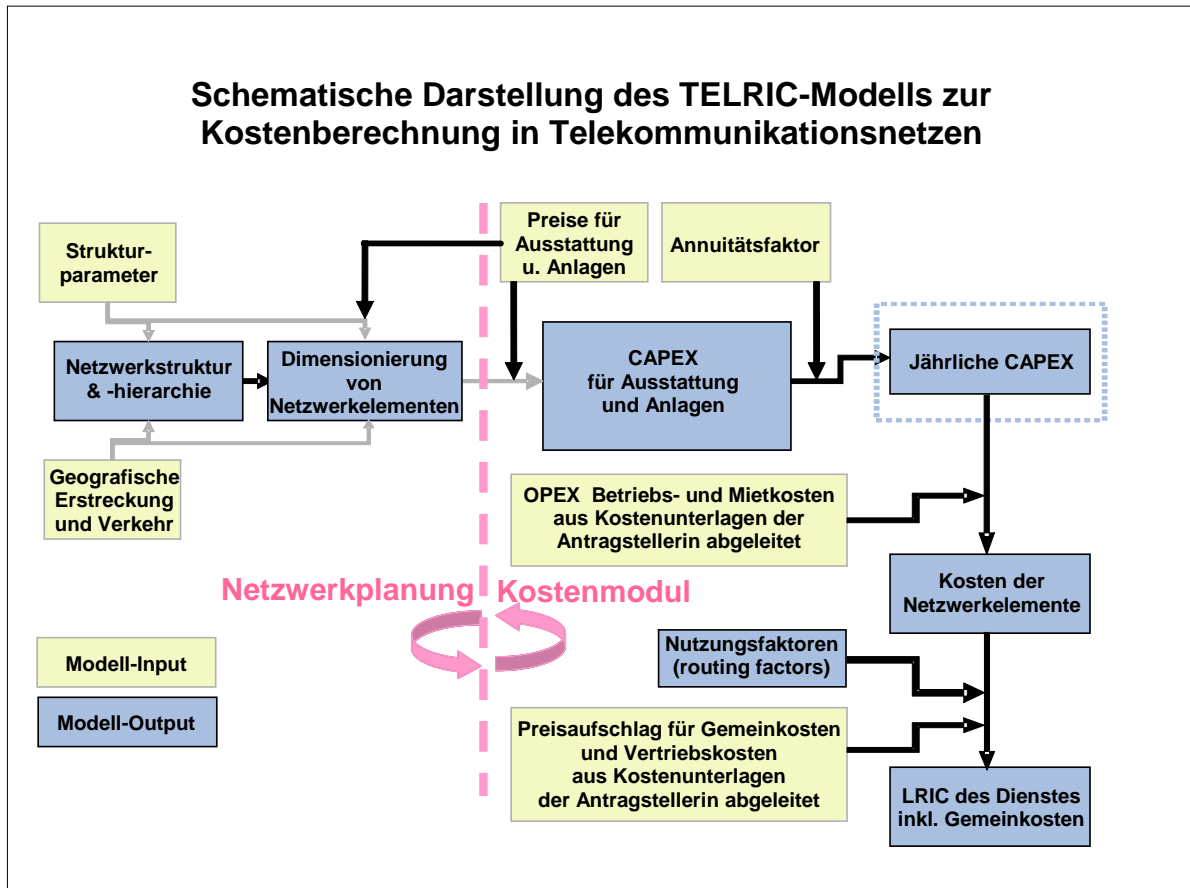 Schematische Darstellung des TELRIC-Modells zur
Kostenberechnung in Telekommunikationsnetzen
Struktur-
parameter
Preise für
Ausstattung
u. Anlagen
Annuitätsfaktor
Netzwerkstruktur
& -hierarchie
Dimensionierung
von
Netzwerkelementen
CAPEX
für Ausstattung
und Anlagen
Jährliche CAPEX
Geografische
Erstreckung
und Verkehr
OPEX Betriebs- und Mietkosten
aus Kostenunterlagen der
Antragstellerin abgeleitet
Netzwerkplanung
Kostenmodul
Kosten der
Netzwerkelemente
Modell-Input
Modell-Output
Nutzungsfaktoren
(routing factors)
Preisaufschlag für Gemeinkosten
und Vertriebskosten
aus Kostenunterlagen
der Antragstellerin abgeleitet
LRIC des Dienstes
inkl. Gemeinkosten